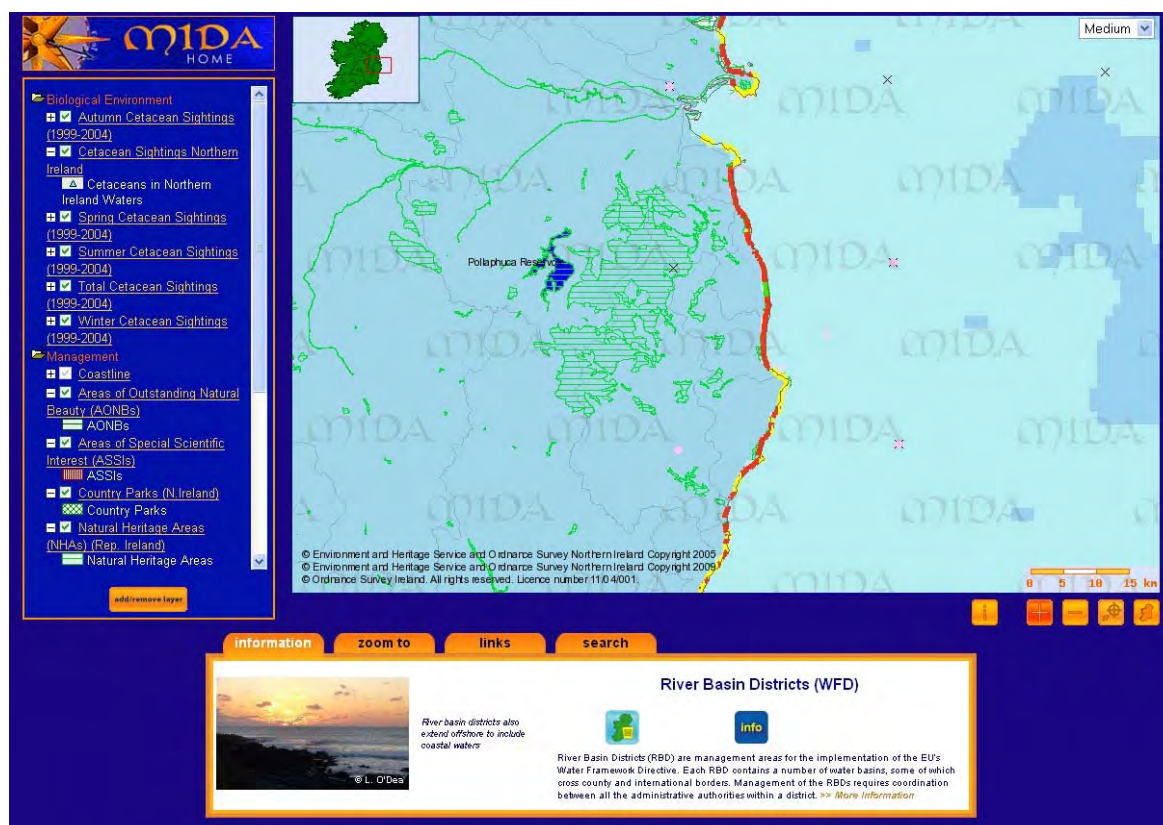 MIDA
HOME
Biological Environment
Autumn Cetacean Sightings
(1999-2004)
Cetacean Sightings Northern
Ireland
Cetaceans in Northern
Ireland Waters
Spring Cetacean Sightings
(1999-2004)
Summer Cetacean Sightings
(1999-2004)
Total Cetacean Sightings
(1999-2004)
Winter Cetacean Sightings
(1999-2004)
Management
Coastline
Areas of Outstanding Natural
Beauty (AONBs)
AONBs
Areas of Special Scientific
Interest (ASSIs)
ASSIs
Country Parks (N.Ireland)
Country Parks
Natural Heritage Areas
(NHAs) (Rep. Ireland)
Natural Heritage Areas
add/remove layer
Medium
MIDA
Pollaphuca Reservoir
© Environment and Heritage Service and Ordnance Survey Northern Ireland Copyright 2005
© Environment and Heritage Service and Ordnance Survey Northern Ireland Copyright 2009
© Ordnance Survey Ireland. All rights reserved. Licence number 11/04/001.
0 5 10 15 km
information zoom to links search
© L. O'Dea
River basin districts also
extend offshore to include
coastal waters
River Basin Districts (WFD)
info
River Basin Districts (RBD) are management areas for the implementation of the EU's
Water Framework Directive. Each RBD contains a number of water basins, some of which
cross county and international borders. Management of the RBDs requires coordination
between all the administrative authorities within a district. >> More Information